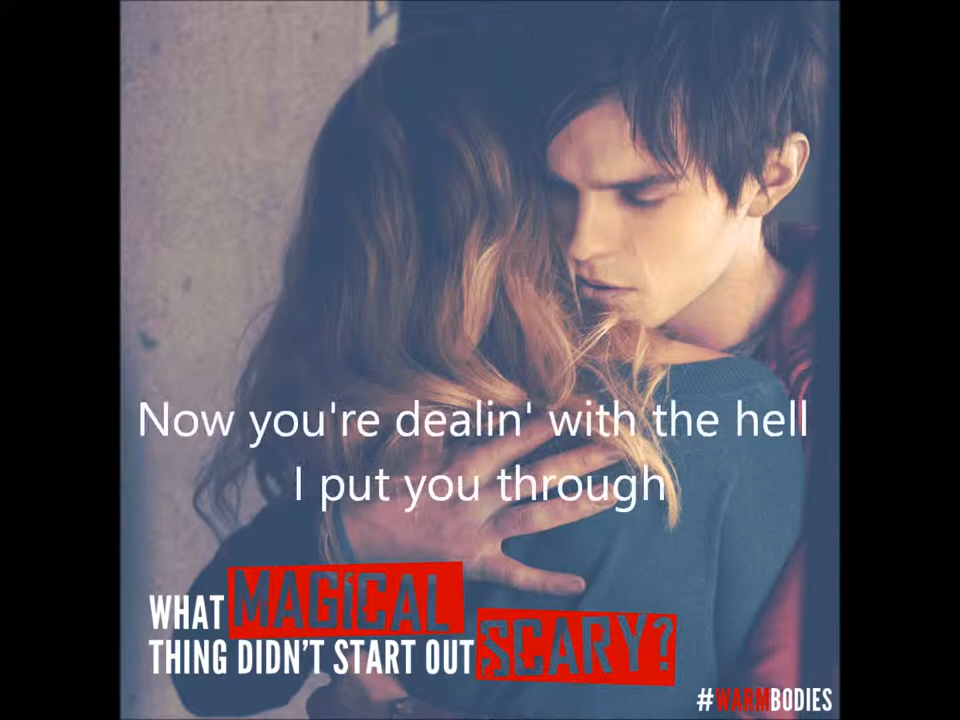 Now you're dealin' with the hell
I put you through
WHAT MAGICAL
THING DIDN'T START OUT SCARY?
#WARMBODIES